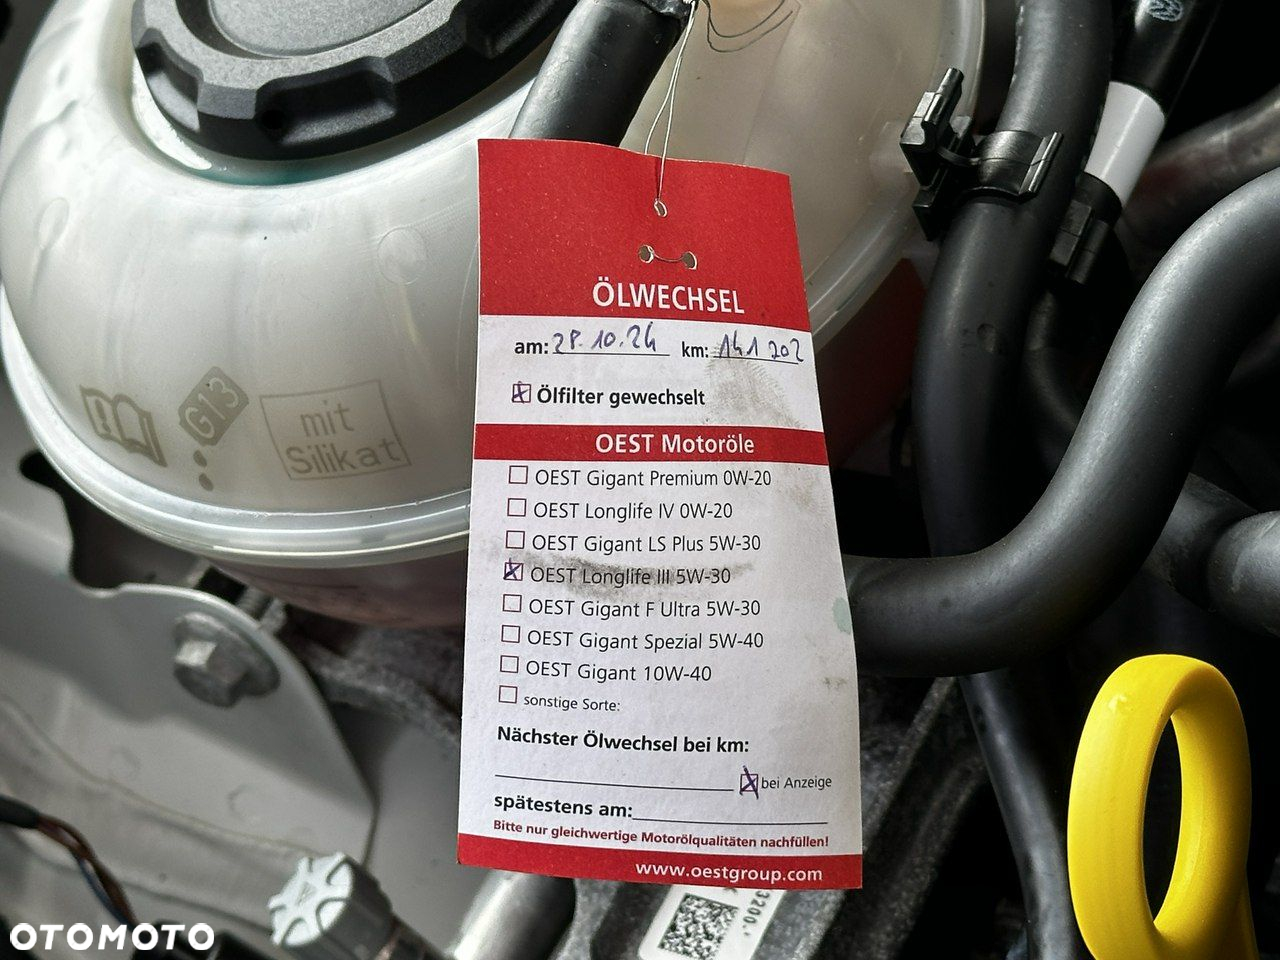 ÖLWECHSEL
am: 28.10.24 km: 141 202
Ölfilter gewechselt
OEST Motoröle
OEST Gigant Premium 0W-20
OEST Longlife IV 0W-20
OEST Gigant LS Plus 5W-30
OEST Longlife III 5W-30
OEST Gigant F Ultra 5W-30
OEST Gigant Spezial 5W-40
OEST Gigant 10W-40
sonstige Sorte:
Nächster Ölwechsel bei km:
bei Anzeige
spätestens am:
Bitte nur gleichwertige Motorölqualitäten nachfüllen!
www.oestgroup.com
G13
mit
Silikat
OTOMOTO